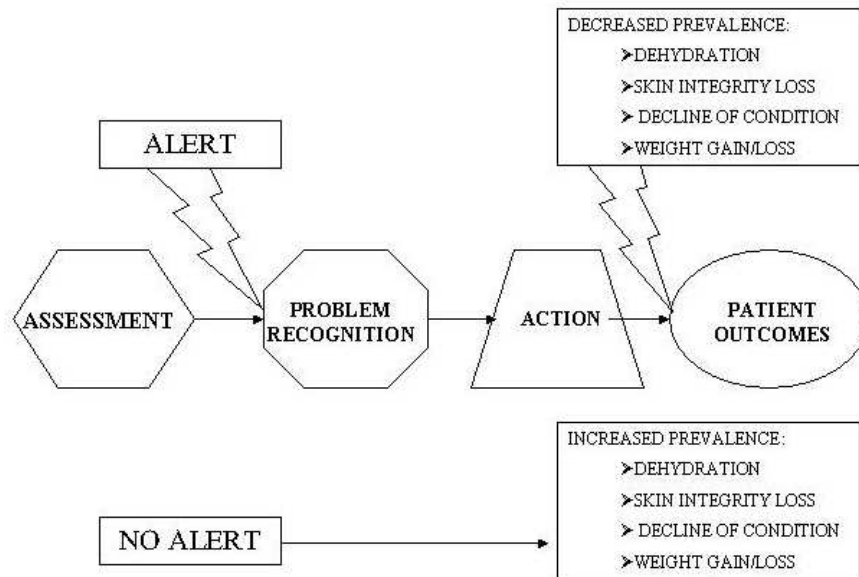 DECREASED PREVALENCE:
➤DEHYDRATION
➤SKIN INTEGRITY LOSS
➤ DECLINE OF CONDITION
➤WEIGHT GAIN/LOSS
ALERT
ASSESSMENT
PROBLEM
RECOGNITION
ACTION
PATIENT
OUTCOMES
INCREASED PREVALENCE:
➤DEHYDRATION
➤SKIN INTEGRITY LOSS
➤ DECLINE OF CONDITION
➤WEIGHT GAIN/LOSS
NO ALERT